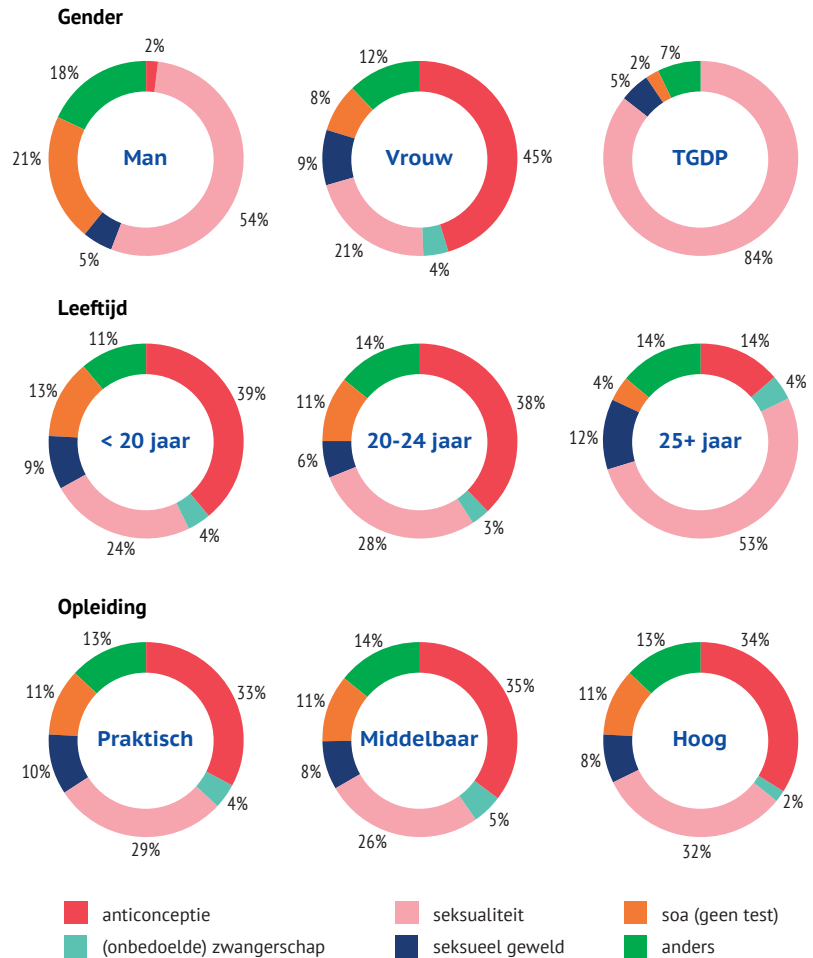 Gender
2%
18%
21%
Man
54%
5%
12%
8%
9%
Vrouw
45%
21%
4%
7%
2%
5%
TGDP
84%
Leeftijd
11%
13%
39%
< 20 jaar
9%
24%
4%
14%
11%
38%
20-24 jaar
6%
28%
3%
14%
14%
4%
4%
12%
25+ jaar
53%
Opleiding
13%
11%
33%
Praktisch
10%
4%
29%
14%
11%
35%
Middelbaar
8%
5%
26%
13%
34%
11%
Hoog
8%
2%
32%
anticonceptie
seksualiteit
soa (geen test)
(onbedoelde) zwangerschap
seksueel geweld
anders